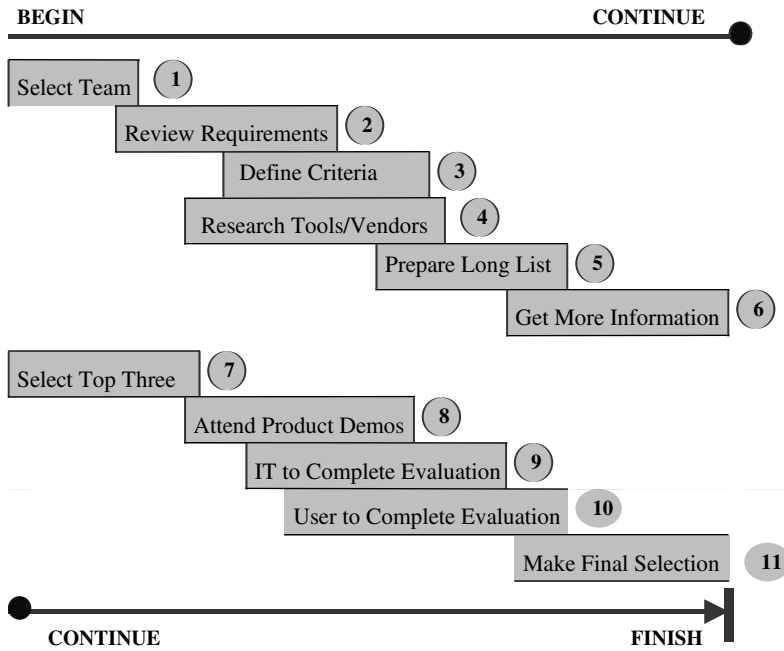 BEGIN CONTINUE
Select Team 1
Review Requirements 2
Define Criteria 3
Research Tools/Vendors 4
Prepare Long List 5
Get More Information 6
Select Top Three 7
Attend Product Demos 8
IT to Complete Evaluation 9
User to Complete Evaluation 10
Make Final Selection 11
CONTINUE FINISH